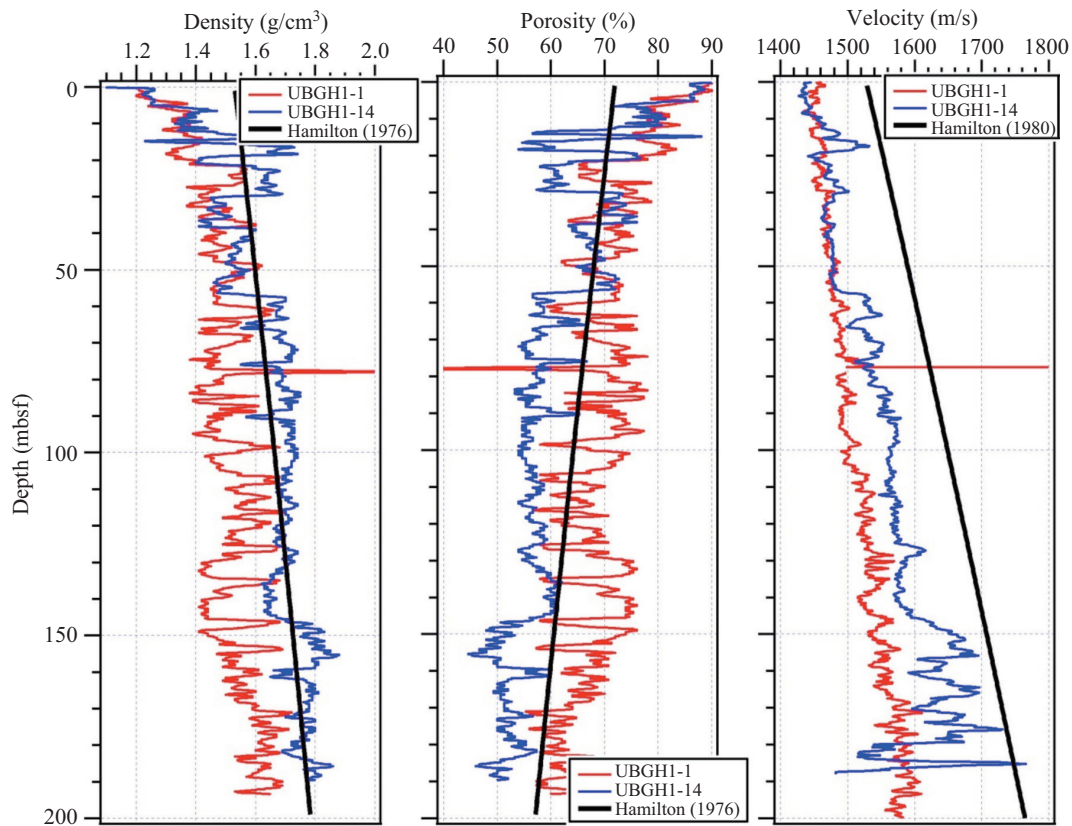 Density (g/cm³)
1.2 1.4 1.6 1.8 2.0
Porosity (%)
40 50 60 70 80 90
Velocity (m/s)
1400 1500 1600 1700 1800
UBGH1-1
UBGH1-14
Hamilton (1976)
UBGH1-1
UBGH1-14
Hamilton (1980)
Depth (mbsf)
0
50
100
150
200
UBGH1-1
UBGH1-14
Hamilton (1976)